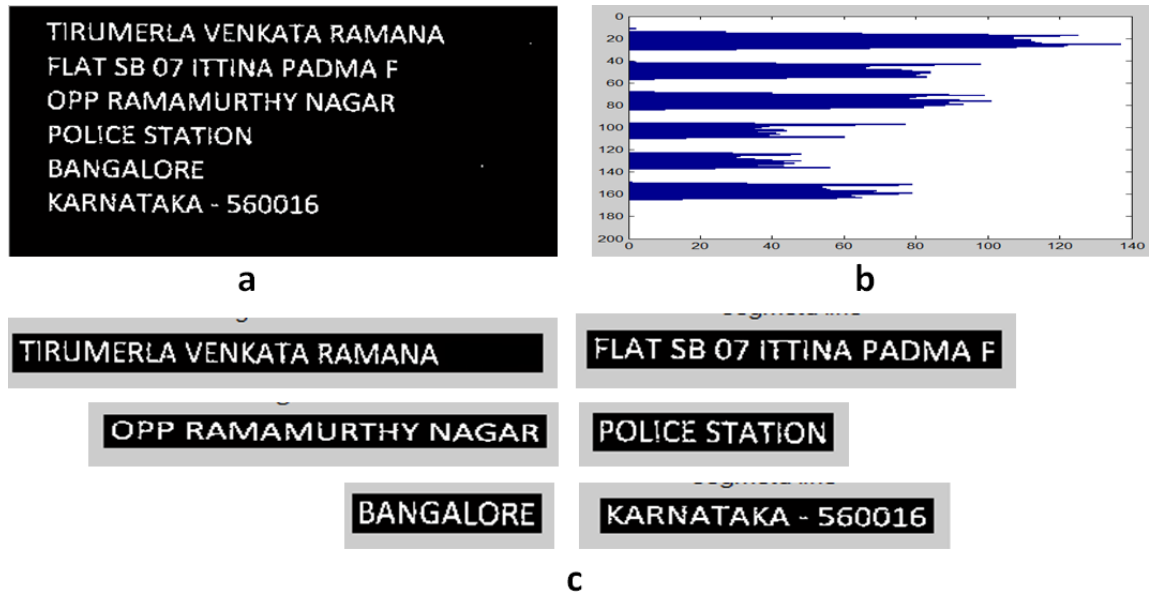 TIRUMERLA VENKATA RAMANA
FLAT SB 07 ITTINA PADMA F
OPP RAMAMURTHY NAGAR
POLICE STATION
BANGALORE
KARNATAKA - 560016
a
0
20
40
60
80
100
120
140
160
180
200
0 20 40 60 80 100 120 140
b
TIRUMERLA VENKATA RAMANA
FLAT SB 07 ITTINA PADMA F
OPP RAMAMURTHY NAGAR
POLICE STATION
BANGALORE
KARNATAKA - 560016
c